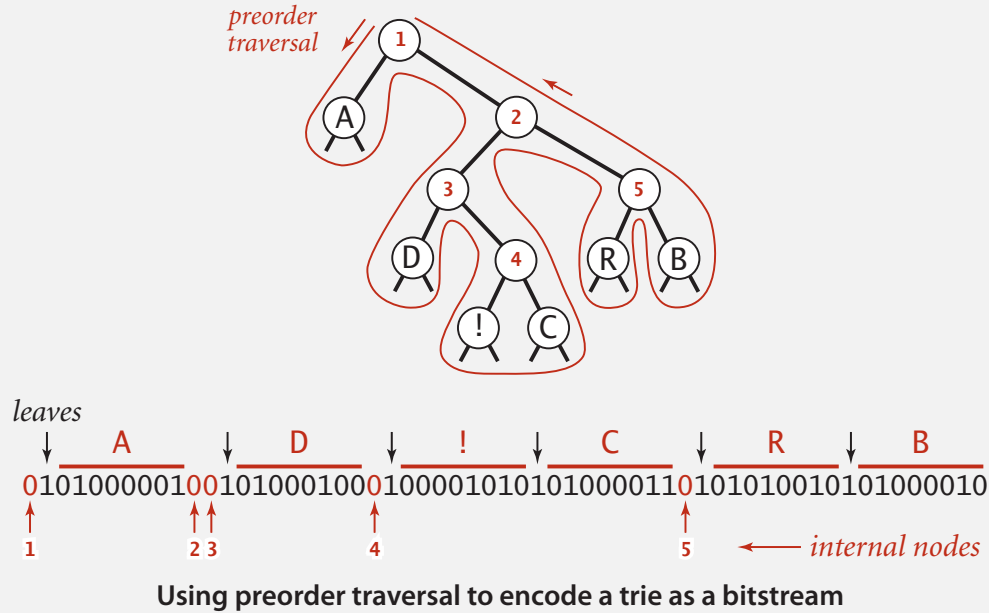 preorder
traversal
1
A
2
3
5
D
4
R
B
!
C
leaves
A D ! C R B
01010000010010100010001000010101010000110101010010101000010
1 2 3 4 5 internal nodes
Using preorder traversal to encode a trie as a bitstream